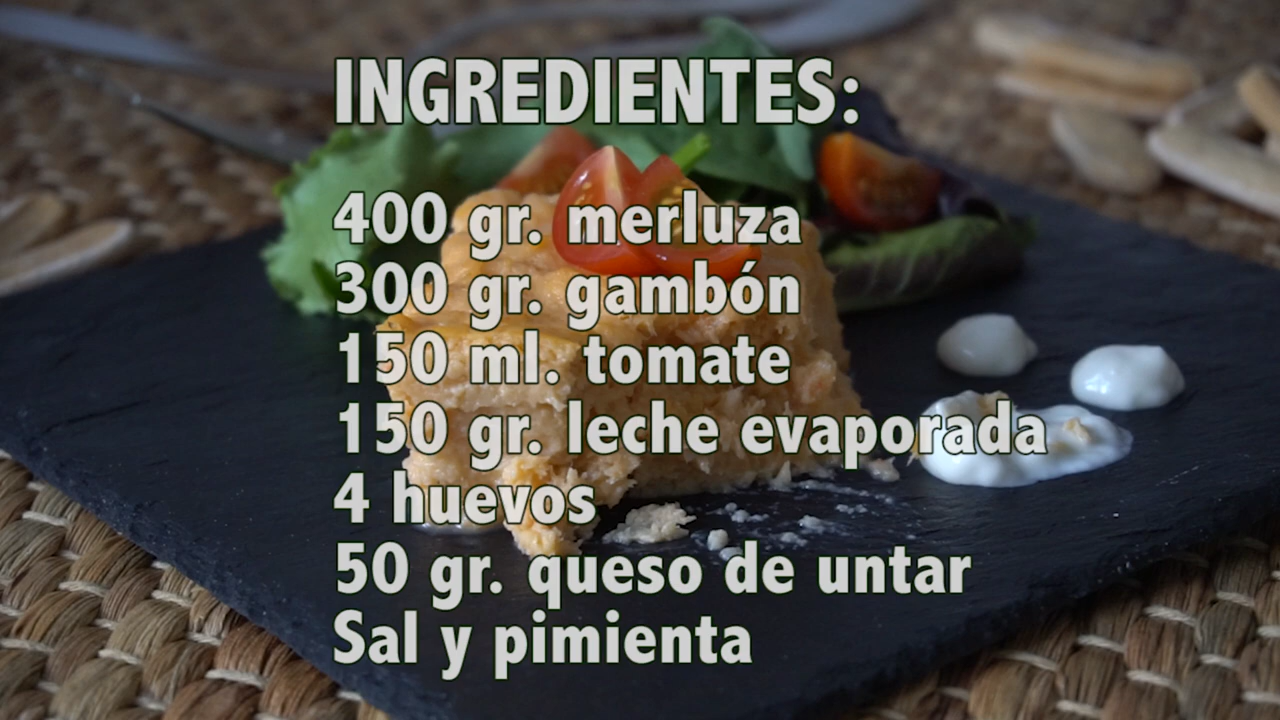 INGREDIENTES:
400 gr. merluza
300 gr. gambón
150 ml. tomate
150 gr. leche evaporada
4 huevos
50 gr. queso de untar
Sal y pimienta